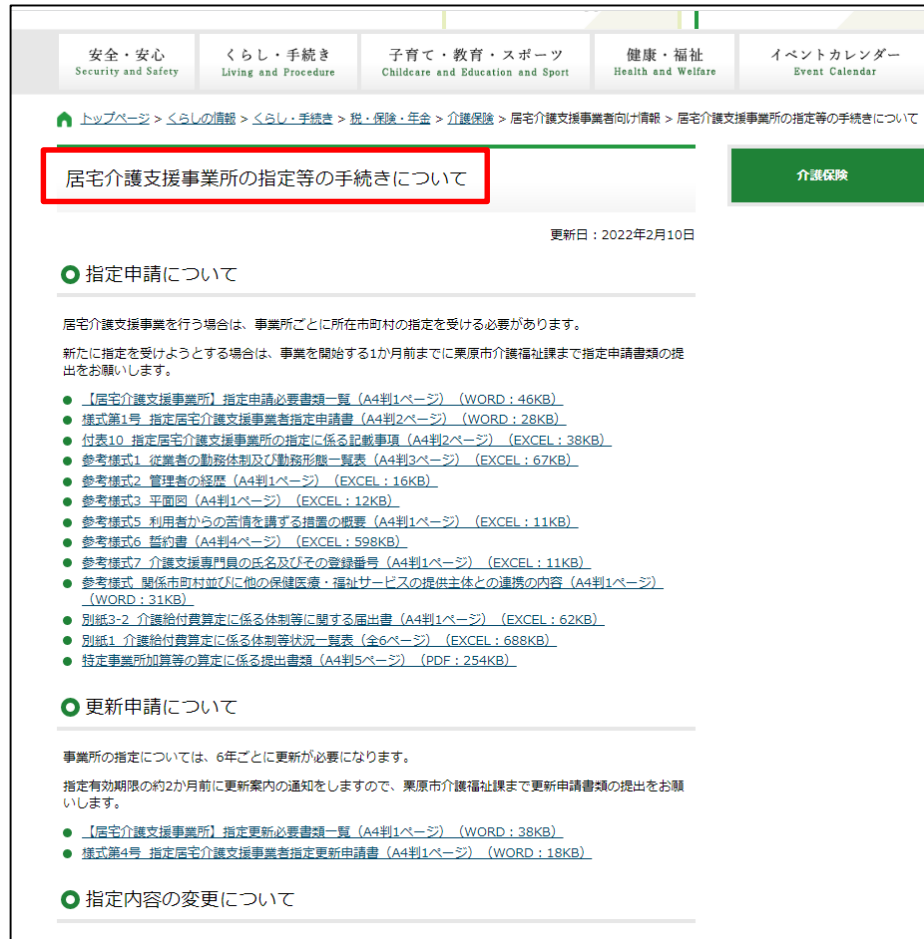 安全・安心
Security and Safety
くらし・手続き
Living and Procedure
子育て・教育・スポーツ
Childcare and Education and Sport
健康・福祉
Health and Welfare
イベントカレンダー
Event Calendar
トップページ > くらしの情報 > くらし・手続き > 税・保険・年金 > 介護保険 > 居宅介護支援事業者向け情報 > 居宅介護支援事業所の指定等の手続きについて
居宅介護支援事業所の指定等の手続きについて
介護保険
更新日：2022年2月10日
指定申請について
居宅介護支援事業を行う場合は、事業所ごとに所在市町村の指定を受ける必要があります。
新たに指定を受けようとする場合は、事業を開始する1か月前までに栗原市介護福祉課まで指定申請書類の提
出をお願いします。
【居宅介護支援事業所】指定申請必要書類一覧（A4判1ページ）（WORD：46KB）
様式第1号 指定居宅介護支援事業者指定申請書（A4判2ページ）（WORD：28KB）
付表10 指定居宅介護支援事業所の指定に係る記載事項（A4判2ページ）（EXCEL：38KB）
参考様式1 従業者の勤務体制及び勤務形態一覧表（A4判3ページ）（EXCEL：67KB）
参考様式2 管理者の経歴（A4判1ページ）（EXCEL：16KB）
参考様式3 平面図（A4判1ページ）（EXCEL：12KB）
参考様式5 利用者からの苦情を講ずる措置の概要（A4判1ページ）（EXCEL：11KB）
参考様式6 誓約書（A4判4ページ）（EXCEL：598KB）
参考様式7 介護支援専門員の氏名及びその登録番号（A4判1ページ）（EXCEL：11KB）
参考様式 関係市町村並びに他の保健医療・福祉サービスの提供主体との連携の内容（A4判1ページ）
（WORD：31KB）
別紙3-2 介護給付費算定に係る体制等に関する届出書（A4判1ページ）（EXCEL：62KB）
別紙1 介護給付費算定に係る体制等状況一覧表（全6ページ）（EXCEL：688KB）
特定事業所加算等の算定に係る提出書類（A4判5ページ）（PDF：254KB）
更新申請について
事業所の指定については、6年ごとに更新が必要になります。
指定有効期限の約2か月前に更新案内の通知をしますので、栗原市介護福祉課まで更新申請書類の提出をお願
いします。
【居宅介護支援事業所】指定更新必要書類一覧（A4判1ページ）（WORD：38KB）
様式第4号 指定居宅介護支援事業者指定更新申請書（A4判1ページ）（WORD：18KB）
指定内容の変更について